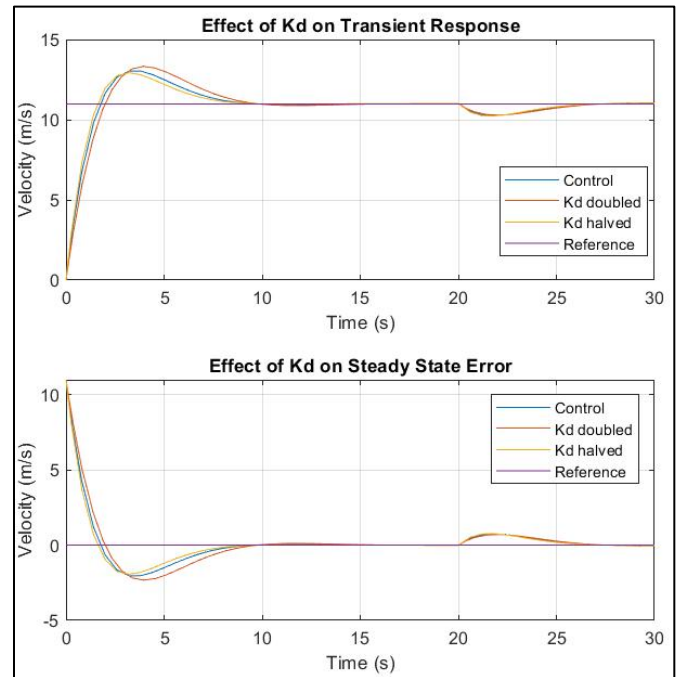 Effect of Kd on Transient Response
15
10
5
0
Velocity (m/s)
Control
Kd doubled
Kd halved
Reference
0 5 10 15 20 25 30
Time (s)
Effect of Kd on Steady State Error
10
5
0
-5
Velocity (m/s)
Control
Kd doubled
Kd halved
Reference
0 5 10 15 20 25 30
Time (s)